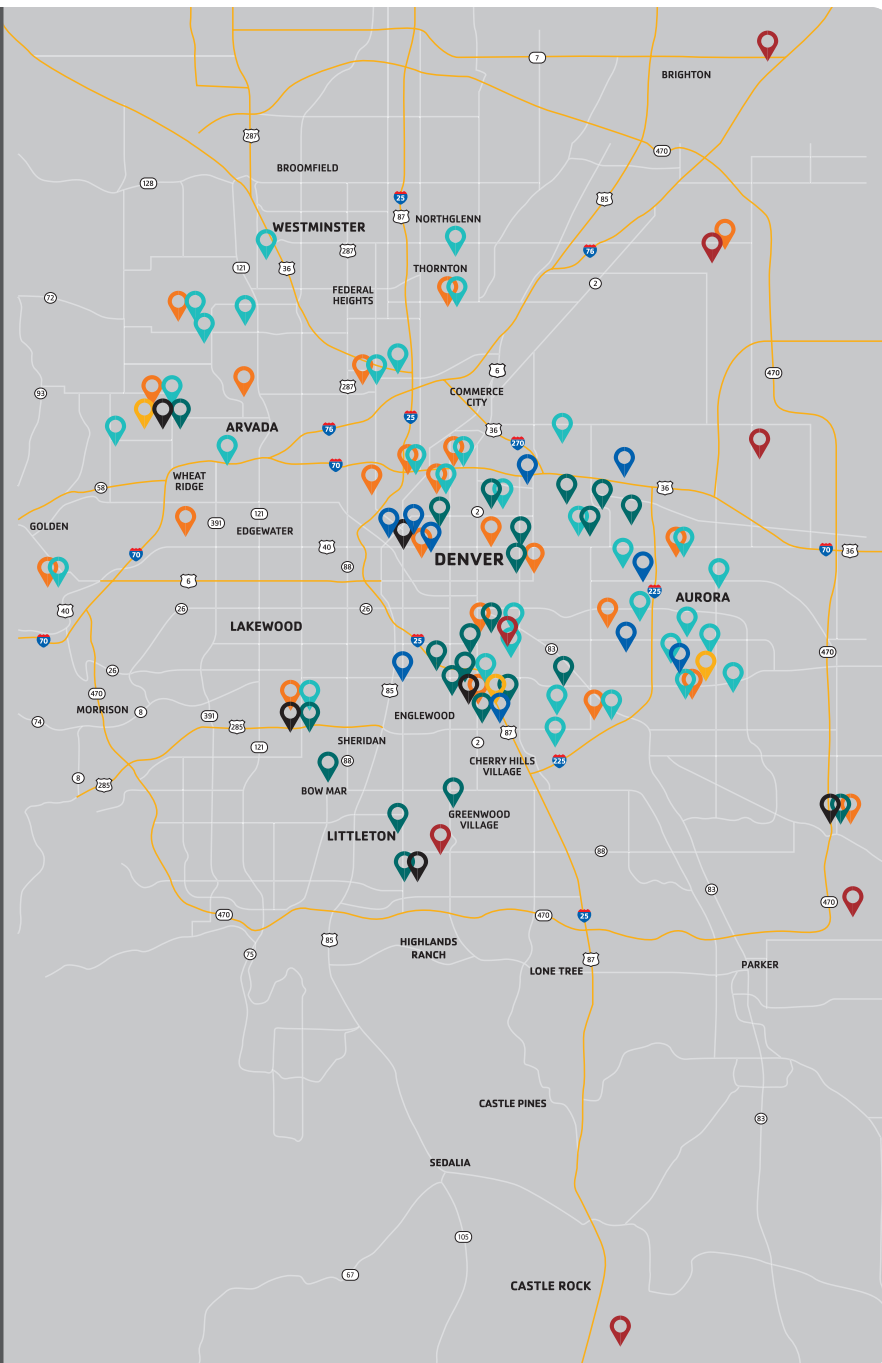 7
BRIGHTON
287
470
BROOMFIELD
128
25
85
87
NORTHGLENN
WESTMINSTER
287
76
121
36
THORNTON
2
FEDERAL
HEIGHTS
72
6
470
287
93
COMMERCE
CITY
25
ARVADA
76
36
270
70
WHEAT
RIDGE
58
36
121
2
GOLDEN
391
EDGEWATER
40
70
DENVER
70
36
88
6
225
AURORA
40
26
26
LAKEWOOD
70
25
83
470
26
85
470
MORRISON
8
391
ENGLEWOOD
74
285
87
SHERIDAN
2
121
88
CHERRY HILLS
VILLAGE
225
8
285
BOW MAR
GREENWOOD
VILLAGE
LITTLETON
88
83
470
470
470
25
85
HIGHLANDS
RANCH
75
87
LONE TREE
PARKER
CASTLE PINES
83
SEDALIA
105
67
CASTLE ROCK